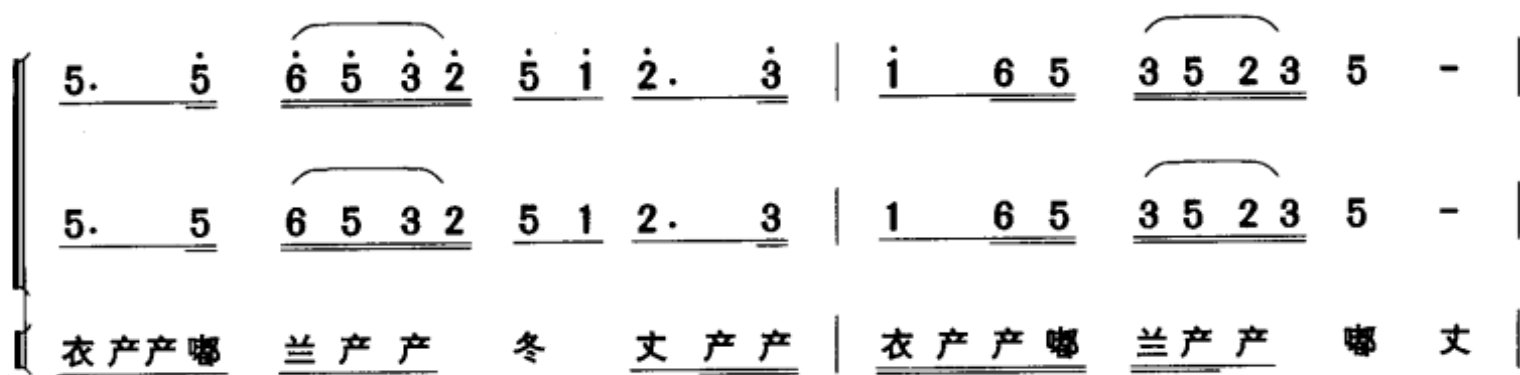 5. 5̇ 6̇ 5̇ 3̇ 2̇ 5̇ 1̇ 2̇. 3̇ | 1̇ 6 5 3 5 2 3 5 - |
5. 5 6 5 3 2 5 1 2. 3 | 1 6 5 3 5 2 3 5 - |
衣 产 产 嘟 兰 产 产 冬 丈 产 产 | 衣 产 产 嘟 兰 产 产 嘟 丈 |